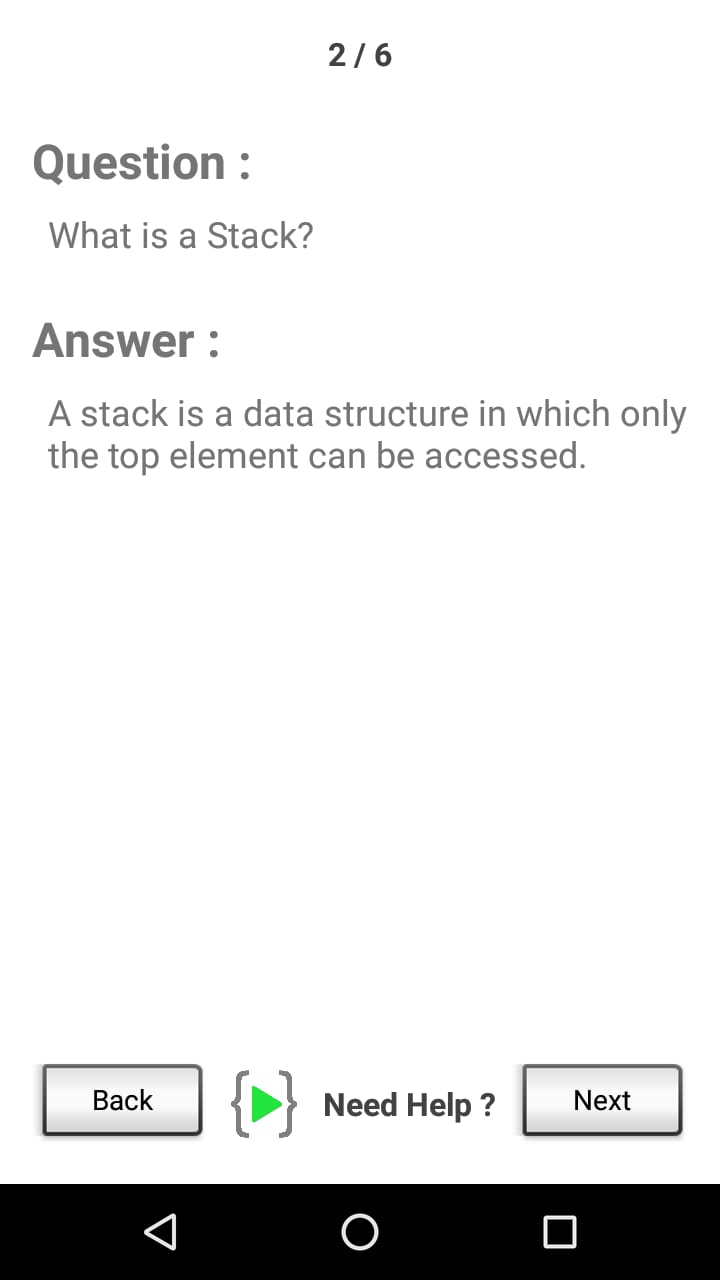 2 / 6
Question :
What is a Stack?
Answer :
A stack is a data structure in which only
the top element can be accessed.
Back
Need Help ?
Next